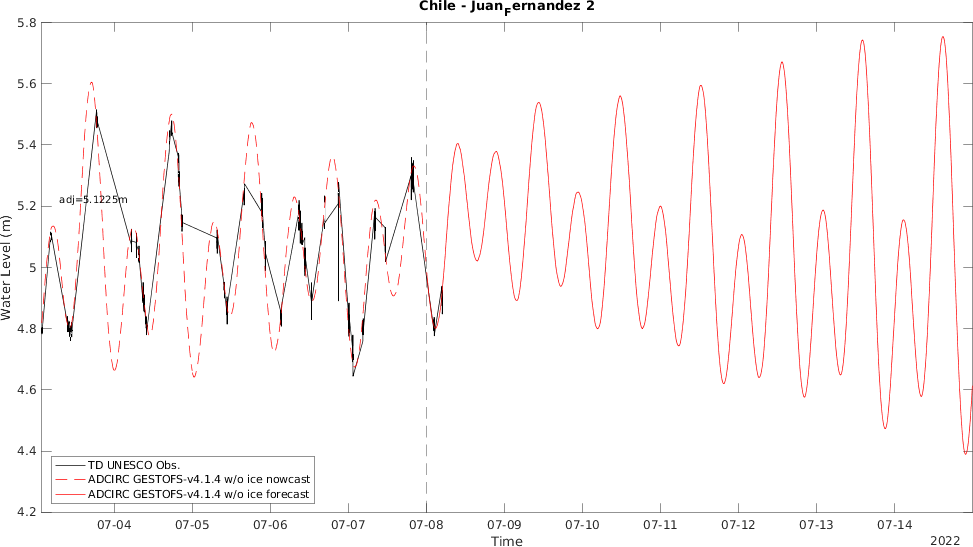 Chile - Juan_Fernandez 2
5.8
5.6
5.4
5.2
5
4.8
4.6
4.4
4.2
Water Level (m)
adj=5.1225m
TD UNESCO Obs.
ADCIRC GESTOFS-v4.1.4 w/o ice nowcast
ADCIRC GESTOFS-v4.1.4 w/o ice forecast
07-04 07-05 07-06 07-07 07-08 07-09 07-10 07-11 07-12 07-13 07-14
Time
2022